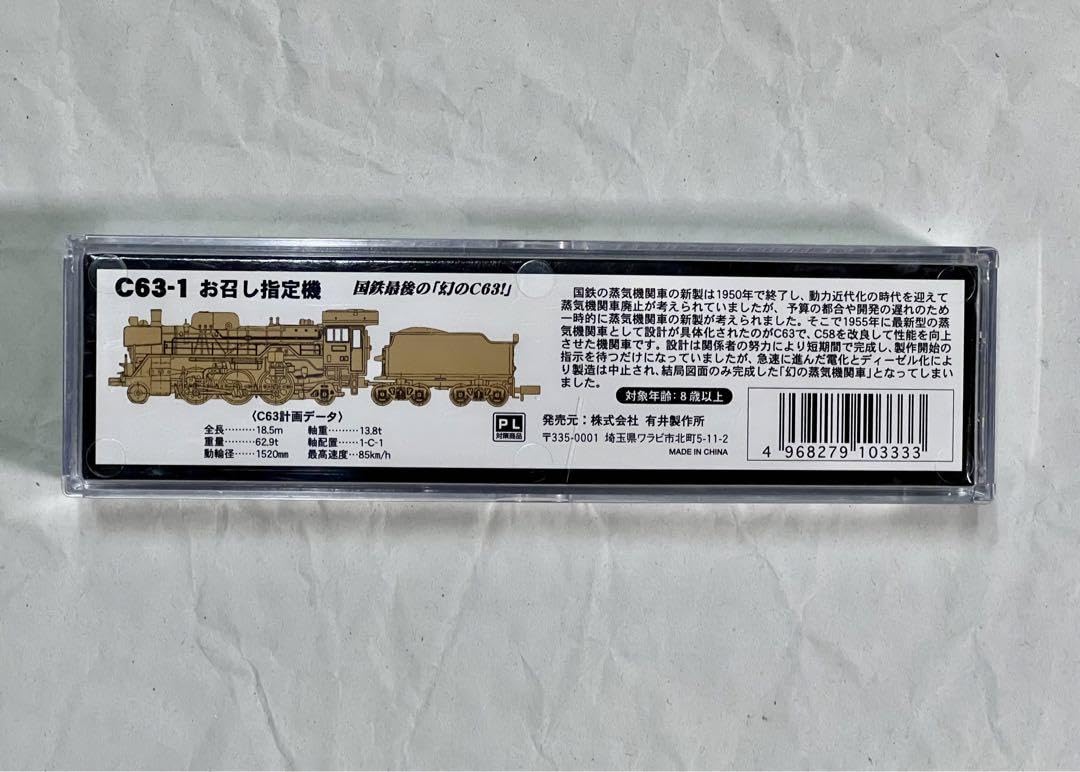 C63-1 お召し指定機 国鉄最後の「幻のC63!」
〈C63計画データ〉
全長………18.5m 軸重………13.8t
重量………62.9t 軸配置……1-C-1
動輪径……1520mm 最高速度…85km/h
国鉄の蒸気機関車の新製は1950年で終了し、動力近代化の時代を迎えて
蒸気機関車廃止が考えられていましたが、予算の都合や開発の遅れのため
一時的に蒸気機関車の新製が考えられました。そこで1955年に最新型の蒸
気機関車として設計が具体化されたのがC63で、C58を改良して性能を向上
させた機関車です。設計は関係者の努力により短期間で完成し、製作開始の
指示を待つだけになっていましたが、急速に進んだ電化とディーゼル化によ
り製造は中止され、結局図面のみ完成した「幻の蒸気機関車」となってしまい
ました。
対象年齢:8歳以上
PL
対策商品
発売元:株式会社 有井製作所
〒335-0001 埼玉県ワラビ市北町5-11-2
MADE IN CHINA
4 968279 103333